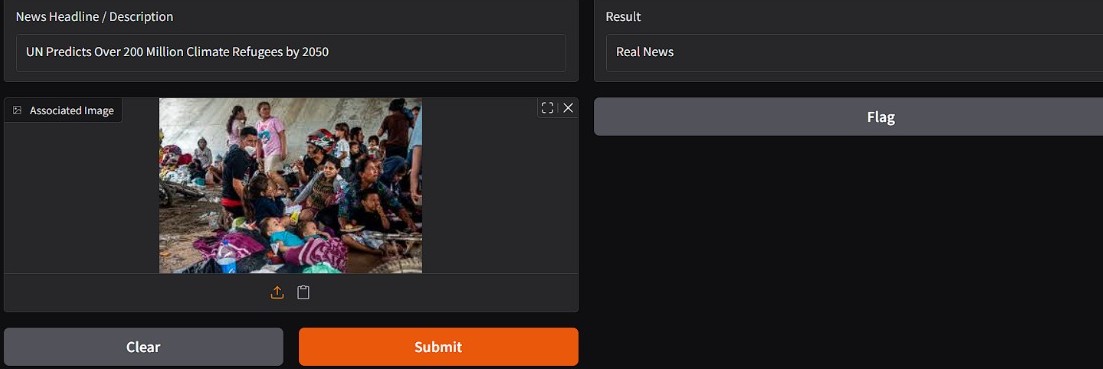 News Headline / Description
UN Predicts Over 200 Million Climate Refugees by 2050
Result
Real News
Associated Image
Flag
Clear
Submit